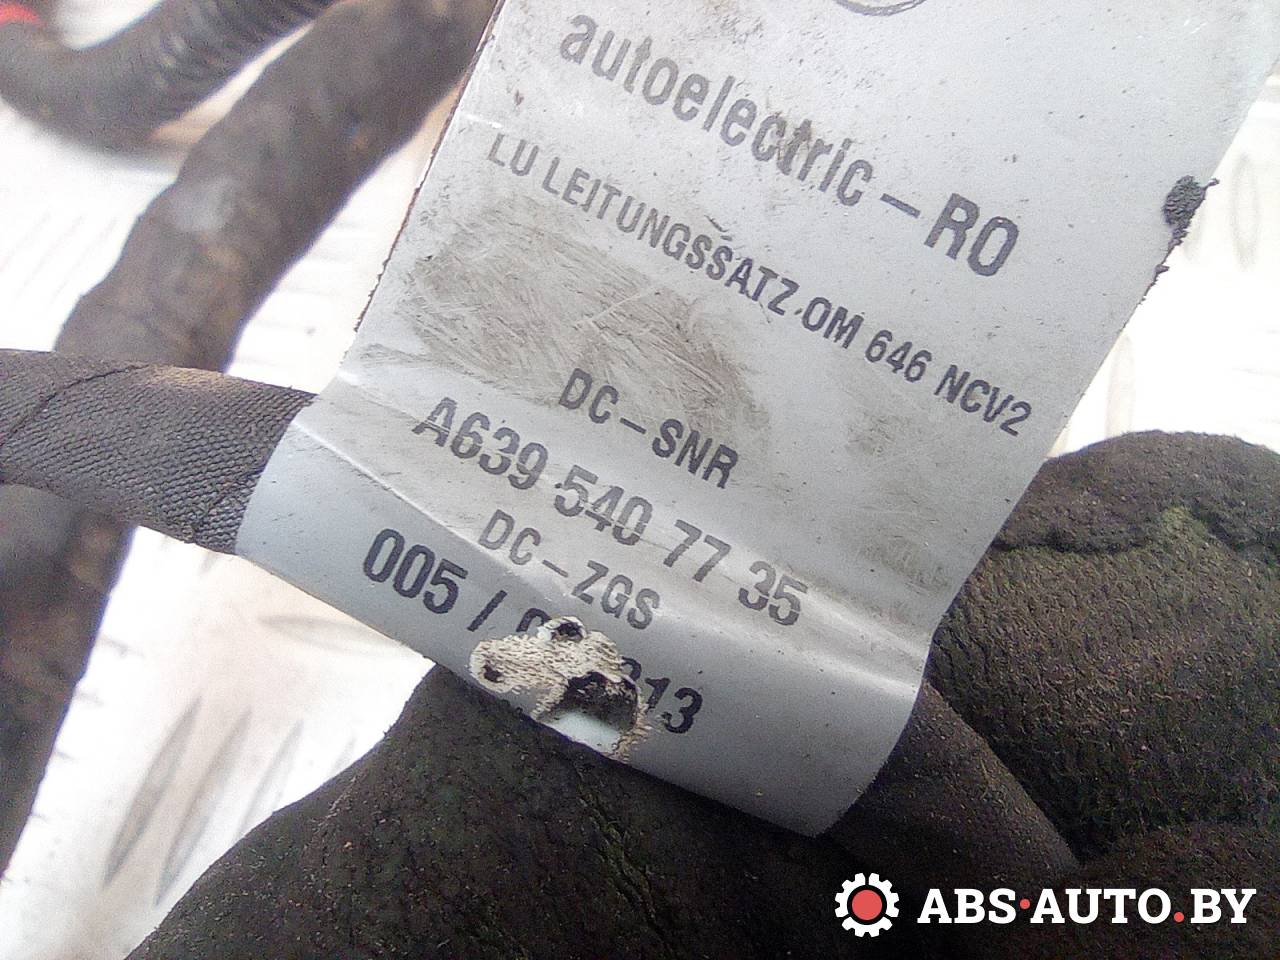 autoelectric-RO
LU LEITUNGSSATZ OM 646 NCV2
DC-SNR
A639 540 77 35
DC-ZGS
005 /
ABS·AUTO.BY